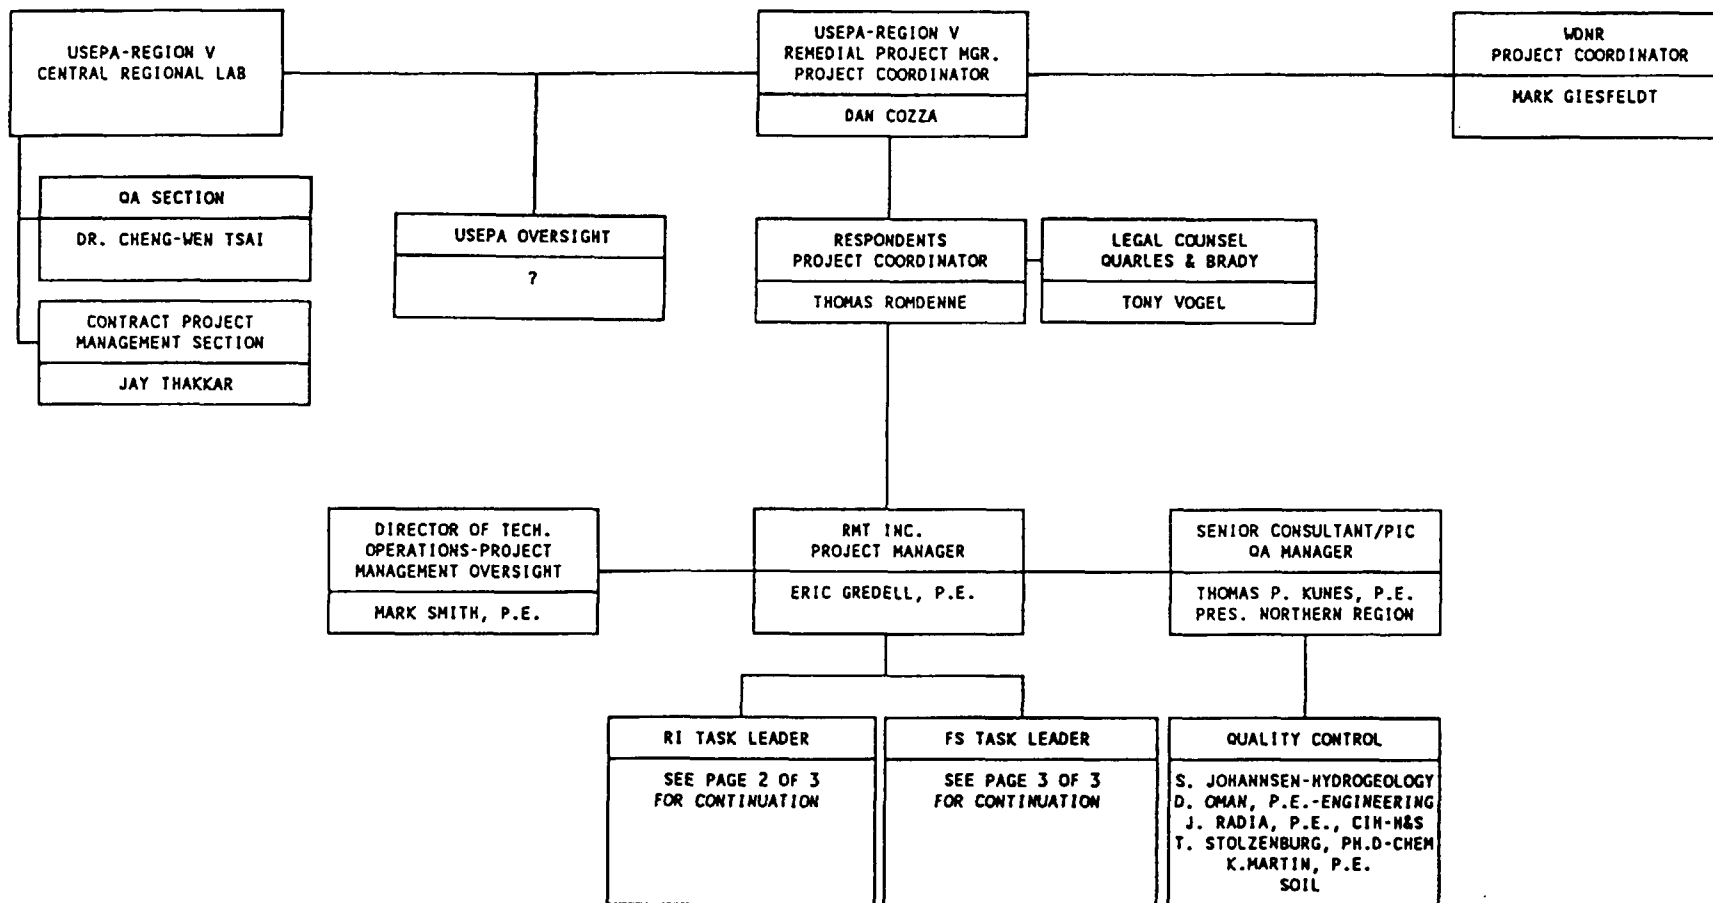 USEPA-REGION V
CENTRAL REGIONAL LAB
USEPA-REGION V
REMEDIAL PROJECT MGR.
PROJECT COORDINATOR
DAN COZZA
WDNR
PROJECT COORDINATOR
MARK GIESFELDT
QA SECTION
DR. CHENG-WEN TSAI
CONTRACT PROJECT
MANAGEMENT SECTION
JAY THAKKAR
USEPA OVERSIGHT
?
RESPONDENTS
PROJECT COORDINATOR
THOMAS ROMDENNE
LEGAL COUNSEL
QUARLES & BRADY
TONY VOGEL
DIRECTOR OF TECH.
OPERATIONS-PROJECT
MANAGEMENT OVERSIGHT
MARK SMITH, P.E.
RMT INC.
PROJECT MANAGER
ERIC GREDELL, P.E.
SENIOR CONSULTANT/PIC
QA MANAGER
THOMAS P. KUNES, P.E.
PRES. NORTHERN REGION
RI TASK LEADER
SEE PAGE 2 OF 3
FOR CONTINUATION
FS TASK LEADER
SEE PAGE 3 OF 3
FOR CONTINUATION
QUALITY CONTROL
S. JOHANNSEN-HYDROGEOLOGY
D. OMAN, P.E.-ENGINEERING
J. RADIA, P.E., CIH-H&S
T. STOLZENBURG, PH.D-CHEM
K.MARTIN, P.E.
SOIL